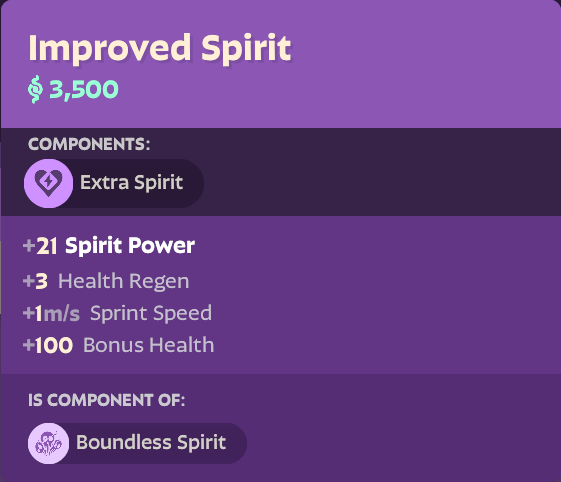 Improved Spirit
3,500
COMPONENTS:
Extra Spirit
+21 Spirit Power
+3 Health Regen
+1m/s Sprint Speed
+100 Bonus Health
IS COMPONENT OF:
Boundless Spirit